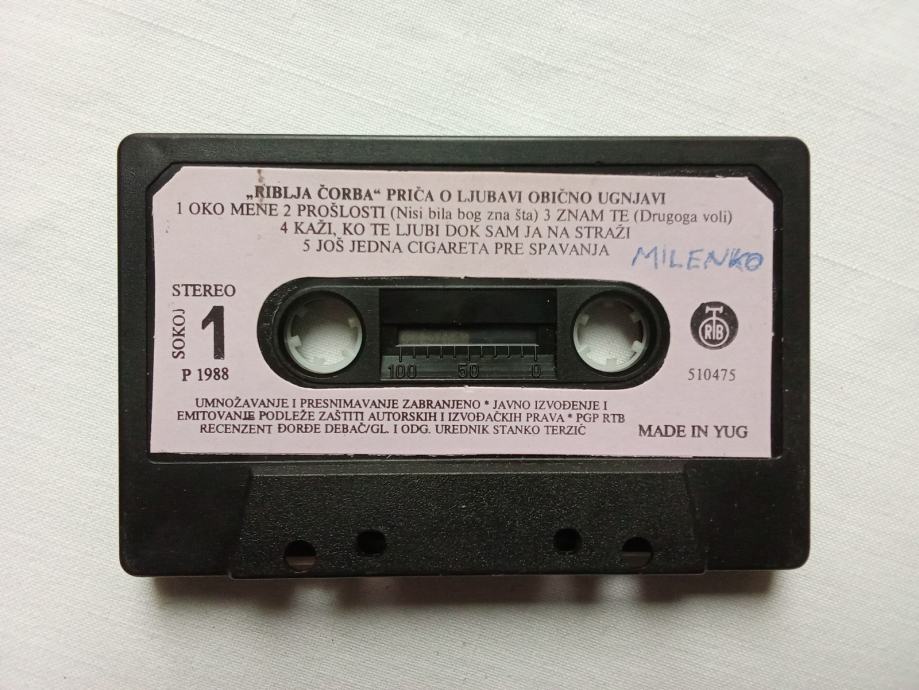 „RIBLJA ČORBA“ PRIČA O LJUBAVI OBIČNO UGNJAVI
1 OKO MENE 2 PROŠLOSTI (Nisi bila bog zna šta) 3 ZNAM TE (Drugoga voli)
4 KAŽI, KO TE LJUBI DOK SAM JA NA STRAŽI
5 JOŠ JEDNA CIGARETA PRE SPAVANJA
MILENKO
STEREO
SOKOJ
1
P 1988
100 50 0
RTB
510475
UMNOŽAVANJE I PRESNIMAVANJE ZABRANJENO * JAVNO IZVOĐENJE I
EMITOVANJE PODLEŽE ZAŠTITI AUTORSKIH I IZVOĐAČKIH PRAVA * PGP RTB
RECENZENT ĐORĐE DEBAČ/GL. I ODG. UREDNIK STANKO TERZIĆ
MADE IN YUG